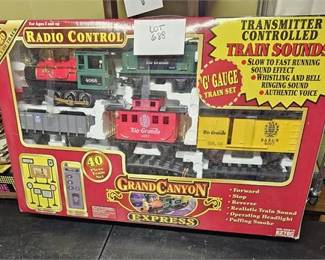 For Ages 8 and up
RADIO CONTROL
LOT
688
TRANSMITTER
CONTROLLED
TRAIN SOUNDS
• SLOW TO FAST RUNNING
SOUND EFFECT
• WHISTLING AND BELL
RINGING SOUND
• AUTHENTIC VOICE
'G' GAUGE
TRAIN SET
Rio Grande
Rio Grande
40
GRAND CANYON
EXPRESS
• Forward
• Stop
• Reverse
• Realistic Train Sound
• Operating Headlight
• Puffing Smoke
EZTEC